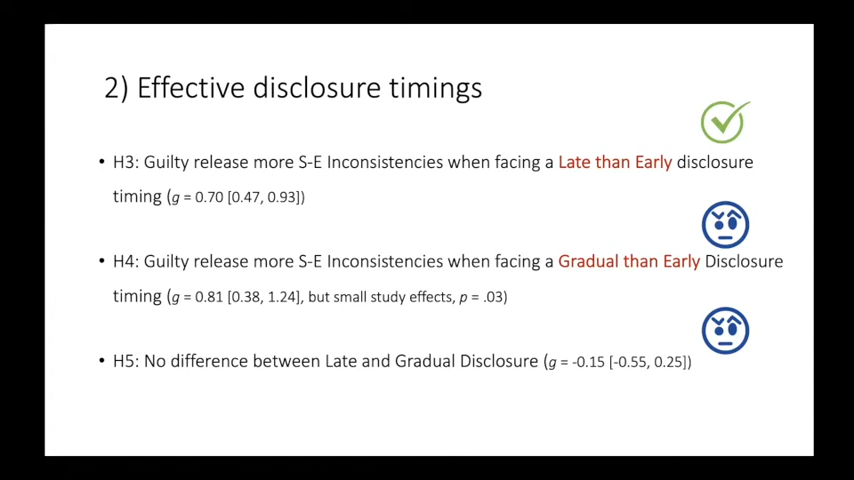 2) Effective disclosure timings
• H3: Guilty release more S-E Inconsistencies when facing a Late than Early disclosure
timing (g = 0.70 [0.47, 0.93])
• H4: Guilty release more S-E Inconsistencies when facing a Gradual than Early Disclosure
timing (g = 0.81 [0.38, 1.24], but small study effects, p = .03)
• H5: No difference between Late and Gradual Disclosure (g = -0.15 [-0.55, 0.25])